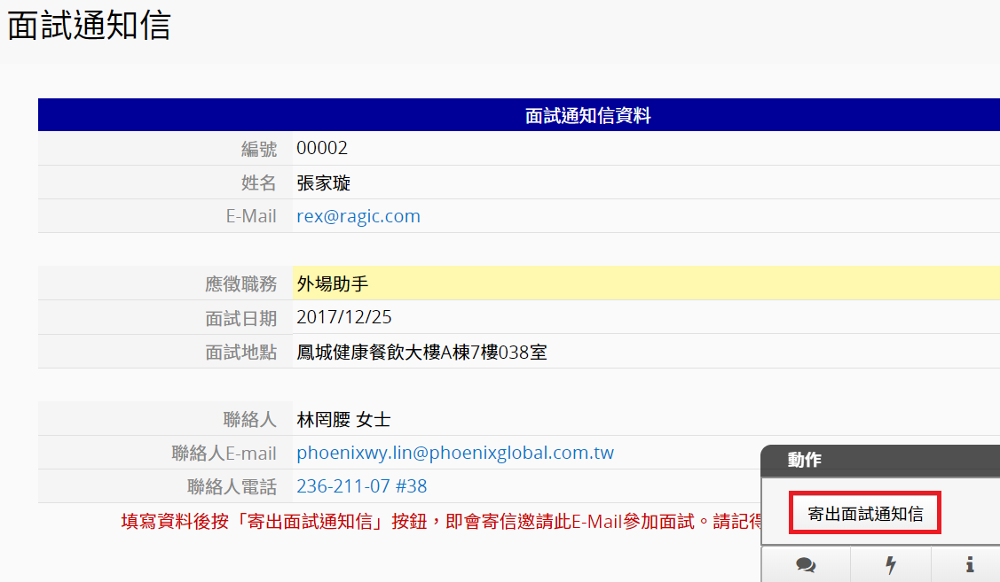 面試通知信
面試通知信資料
編號 00002
姓名 張家璇
E-Mail rex@ragic.com
應徵職務 外場助手
面試日期 2017/12/25
面試地點 鳳城健康餐飲大樓A棟7樓038室
聯絡人 林罔腰 女士
聯絡人E-mail phoenixwy.lin@phoenixglobal.com.tw
聯絡人電話 236-211-07 #38
填寫資料後按「寄出面試通知信」按鈕，即會寄信邀請此E-Mail參加面試。請記得
動作
寄出面試通知信